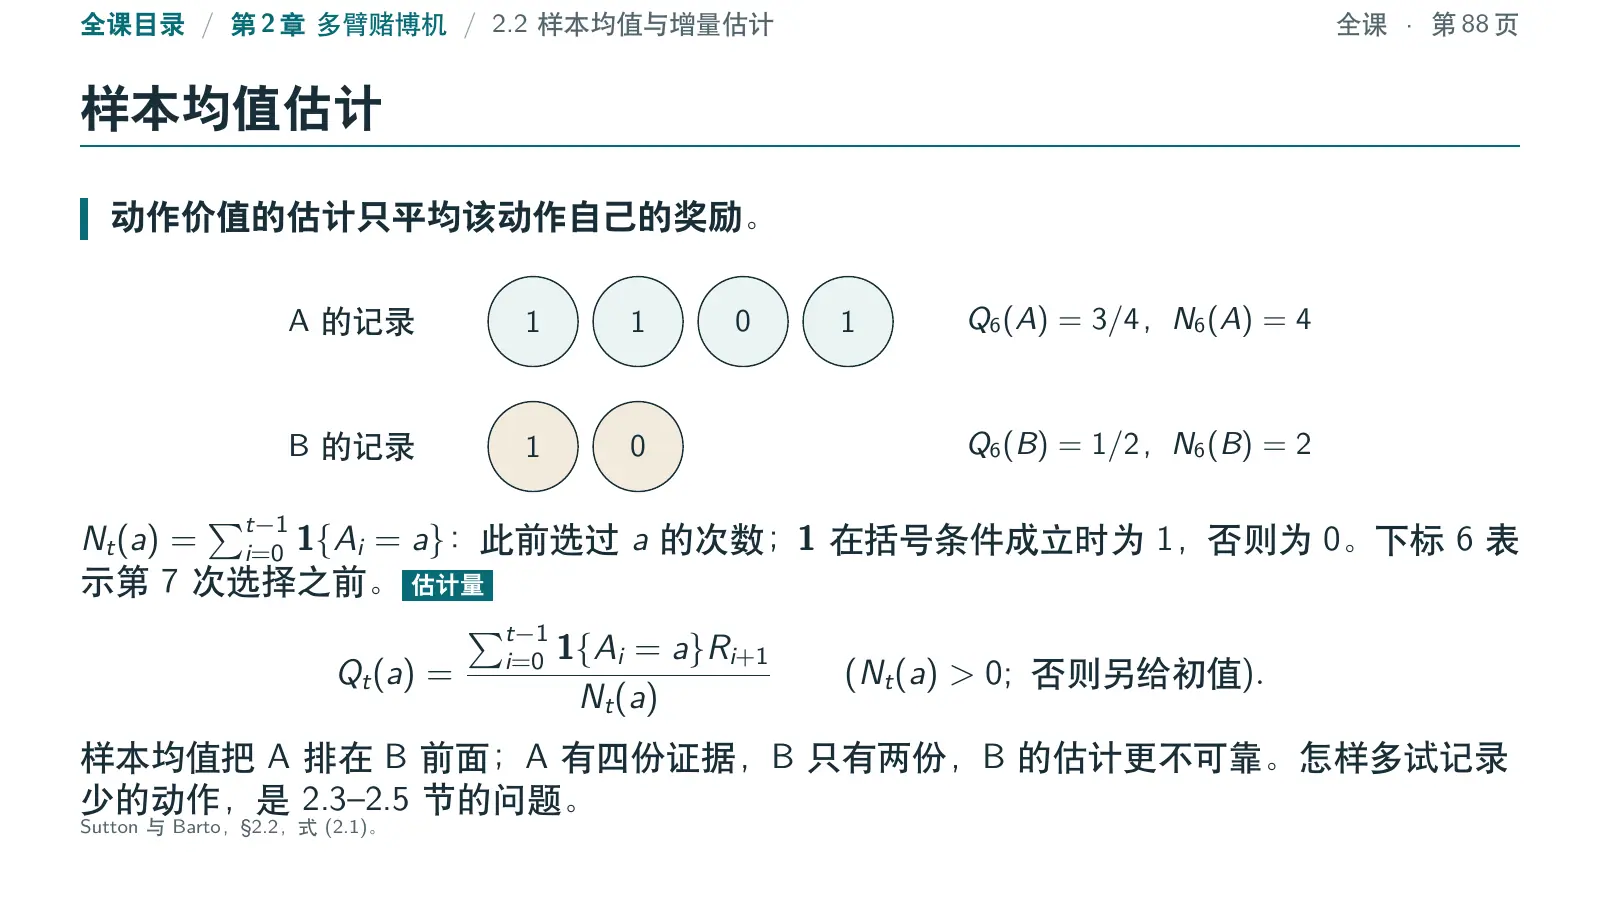 全课目录 / 第 2 章 多臂赌博机 / 2.2 样本均值与增量估计
全课 · 第 88 页
样本均值估计
动作价值的估计只平均该动作自己的奖励。
A 的记录 1 1 0 1 Q₆(A) = 3/4, N₆(A) = 4
B 的记录 1 0 Q₆(B) = 1/2, N₆(B) = 2
Nₜ(a) = ∑_{i=0}^{t−1} 𝟏{Aᵢ = a}：此前选过 a 的次数；𝟏 在括号条件成立时为 1，否则为 0。下标 6 表
示第 7 次选择之前。 估计量
Qₜ(a) = \frac{∑_{i=0}^{t−1} 𝟏{Aᵢ = a}R_{i+1}}{Nₜ(a)} (Nₜ(a) > 0；否则另给初值).
样本均值把 A 排在 B 前面；A 有四份证据，B 只有两份，B 的估计更不可靠。怎样多试记录
少的动作，是 2.3–2.5 节的问题。
Sutton 与 Barto，§2.2，式 (2.1)。